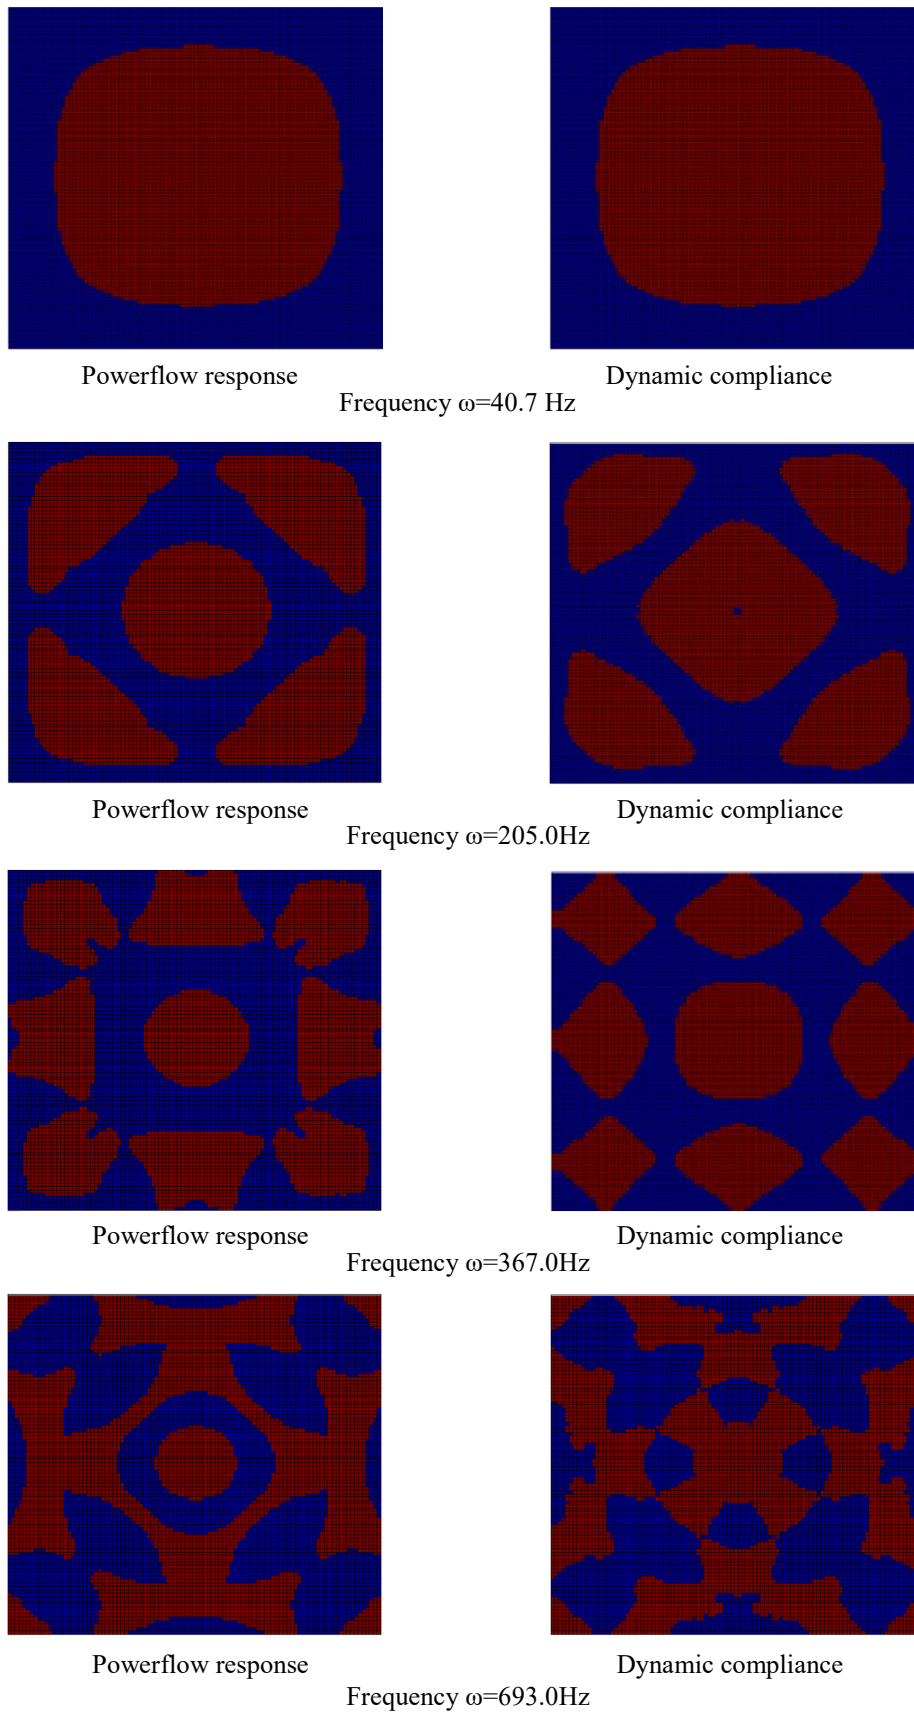 Powerflow response
Dynamic compliance
Frequency ω=40.7 Hz
Powerflow response
Dynamic compliance
Frequency ω=205.0Hz
Powerflow response
Dynamic compliance
Frequency ω=367.0Hz
Powerflow response
Dynamic compliance
Frequency ω=693.0Hz